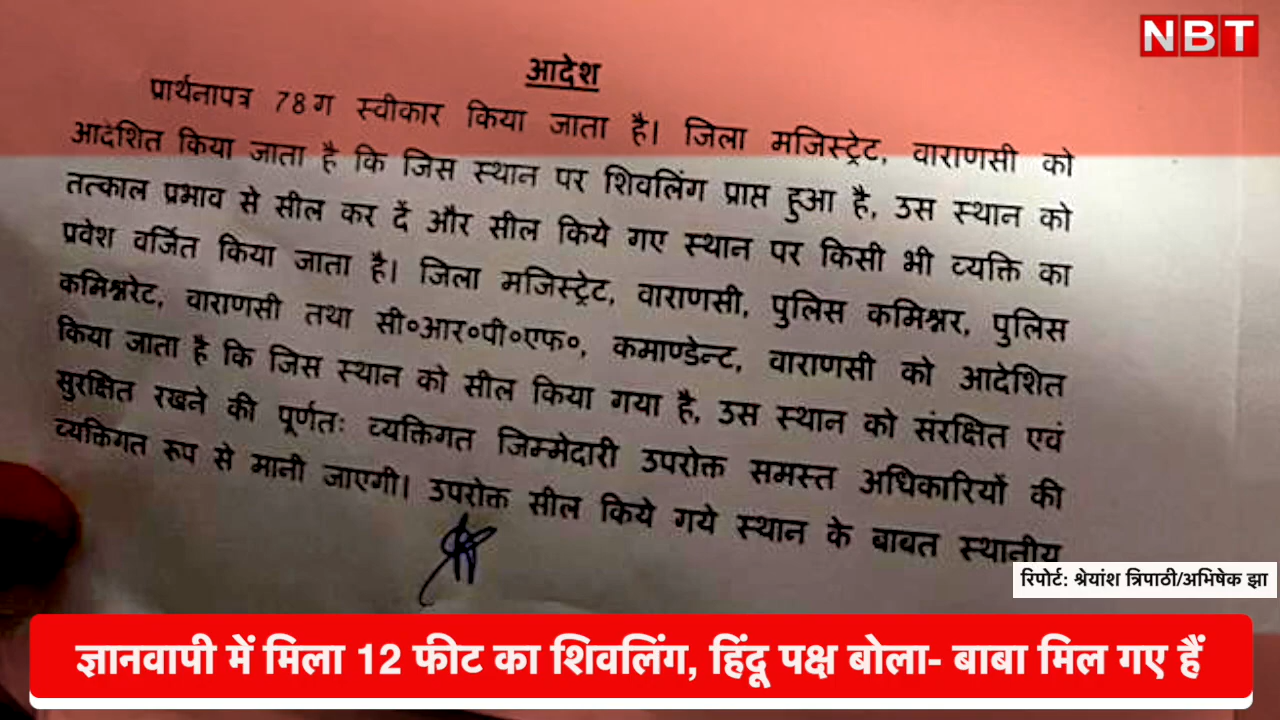 NBT
आदेश
प्रार्थनापत्र 78ग स्वीकार किया जाता है। जिला मजिस्ट्रेट, वाराणसी को
आदेशित किया जाता है कि जिस स्थान पर शिवलिंग प्राप्त हुआ है, उस स्थान को
तत्काल प्रभाव से सील कर दें और सील किये गए स्थान पर किसी भी व्यक्ति का
प्रवेश वर्जित किया जाता है। जिला मजिस्ट्रेट, वाराणसी, पुलिस कमिश्नर, पुलिस
कमिश्नरेट, वाराणसी तथा सी०आर०पी०एफ०, कमाण्डेन्ट, वाराणसी को आदेशित
किया जाता है कि जिस स्थान को सील किया गया है, उस स्थान को संरक्षित एवं
सुरक्षित रखने की पूर्णतः व्यक्तिगत जिम्मेदारी उपरोक्त समस्त अधिकारियों की
व्यक्तिगत रूप से मानी जाएगी। उपरोक्त सील किये गये स्थान के बाबत स्थानीय
रिपोर्ट: श्रेयांश त्रिपाठी/अभिषेक झा
ज्ञानवापी में मिला 12 फीट का शिवलिंग, हिंदू पक्ष बोला- बाबा मिल गए हैं